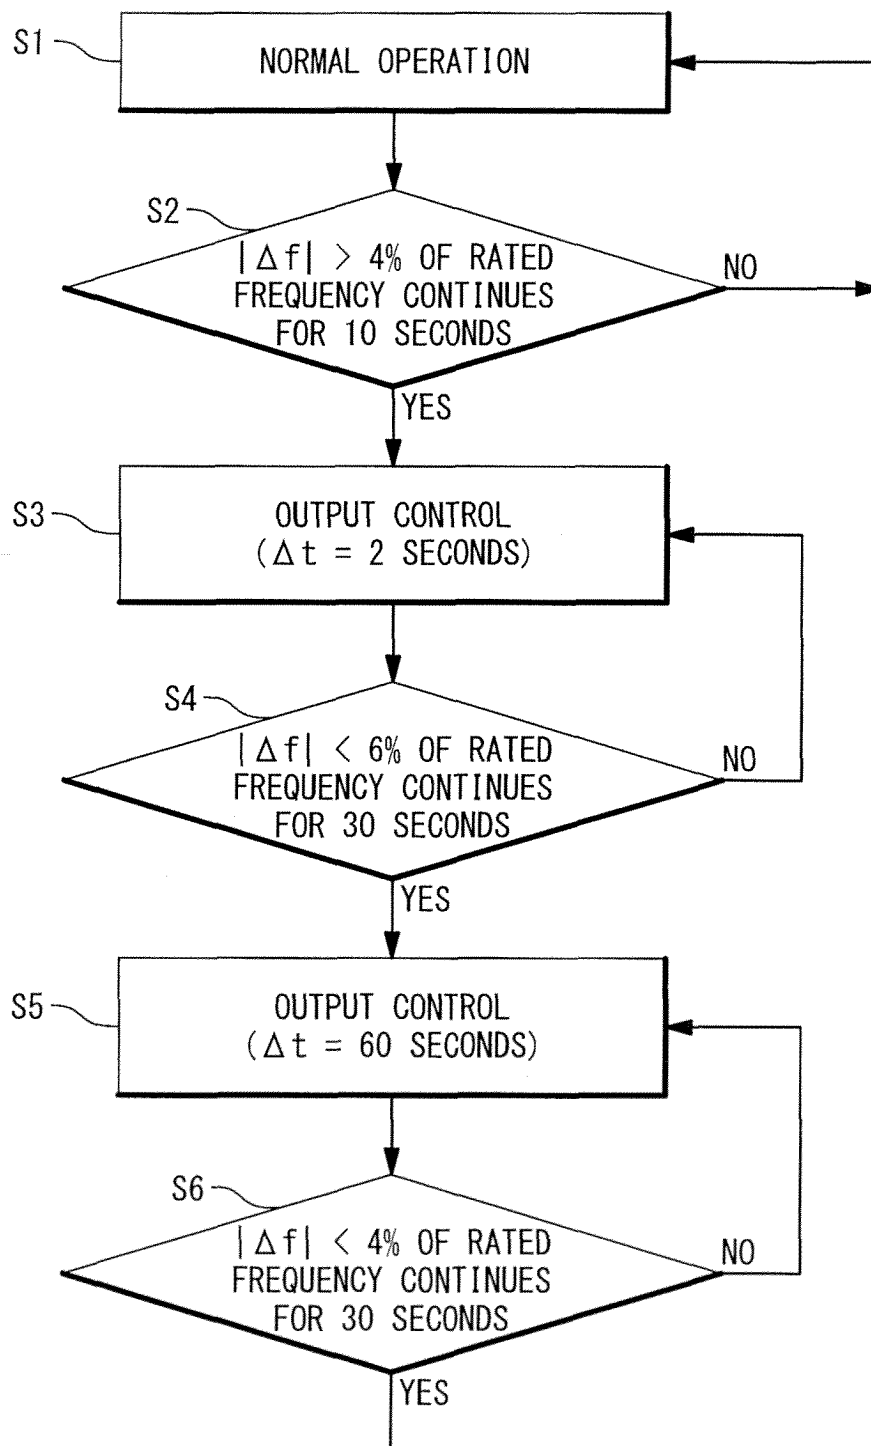 S1
NORMAL OPERATION
S2
|Δf| > 4% OF RATED
FREQUENCY CONTINUES
FOR 10 SECONDS
NO
YES
S3
OUTPUT CONTROL
(Δt = 2 SECONDS)
S4
|Δf| < 6% OF RATED
FREQUENCY CONTINUES
FOR 30 SECONDS
NO
YES
S5
OUTPUT CONTROL
(Δt = 60 SECONDS)
S6
|Δf| < 4% OF RATED
FREQUENCY CONTINUES
FOR 30 SECONDS
NO
YES